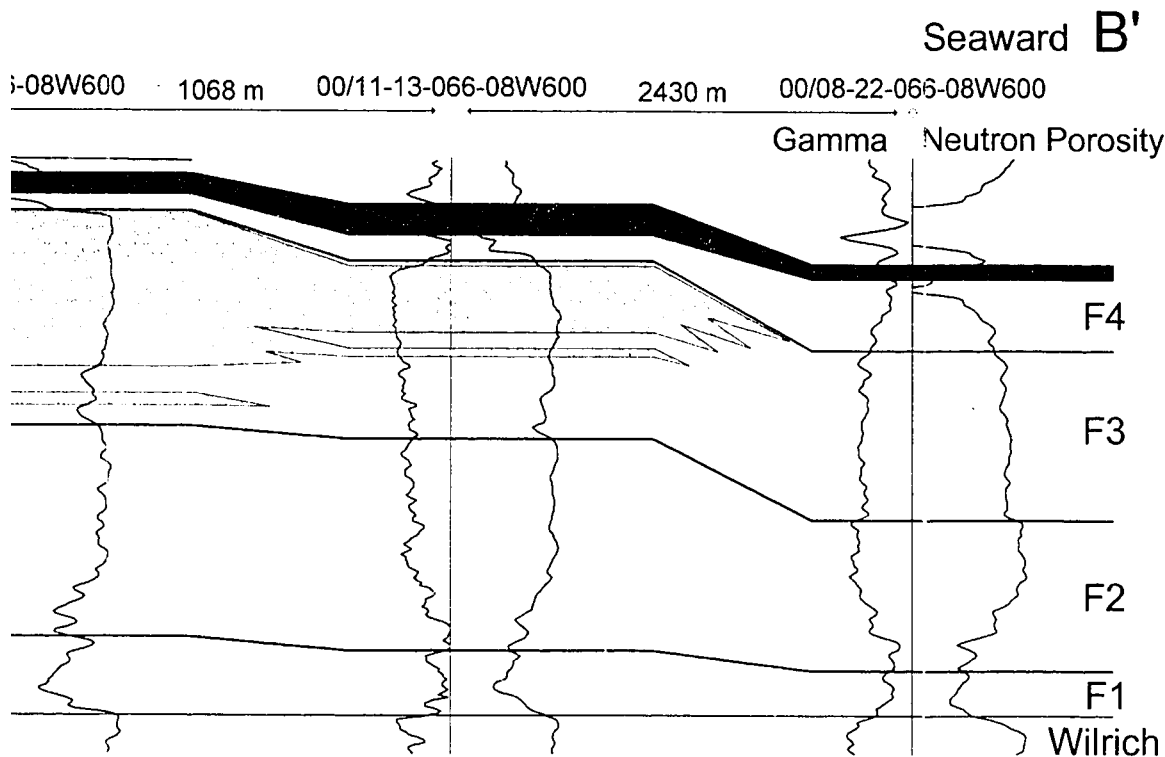 Seaward B'
-08W600 1068 m 00/11-13-066-08W600 2430 m 00/08-22-066-08W600
Gamma Neutron Porosity
F4
F3
F2
F1
Wilrich